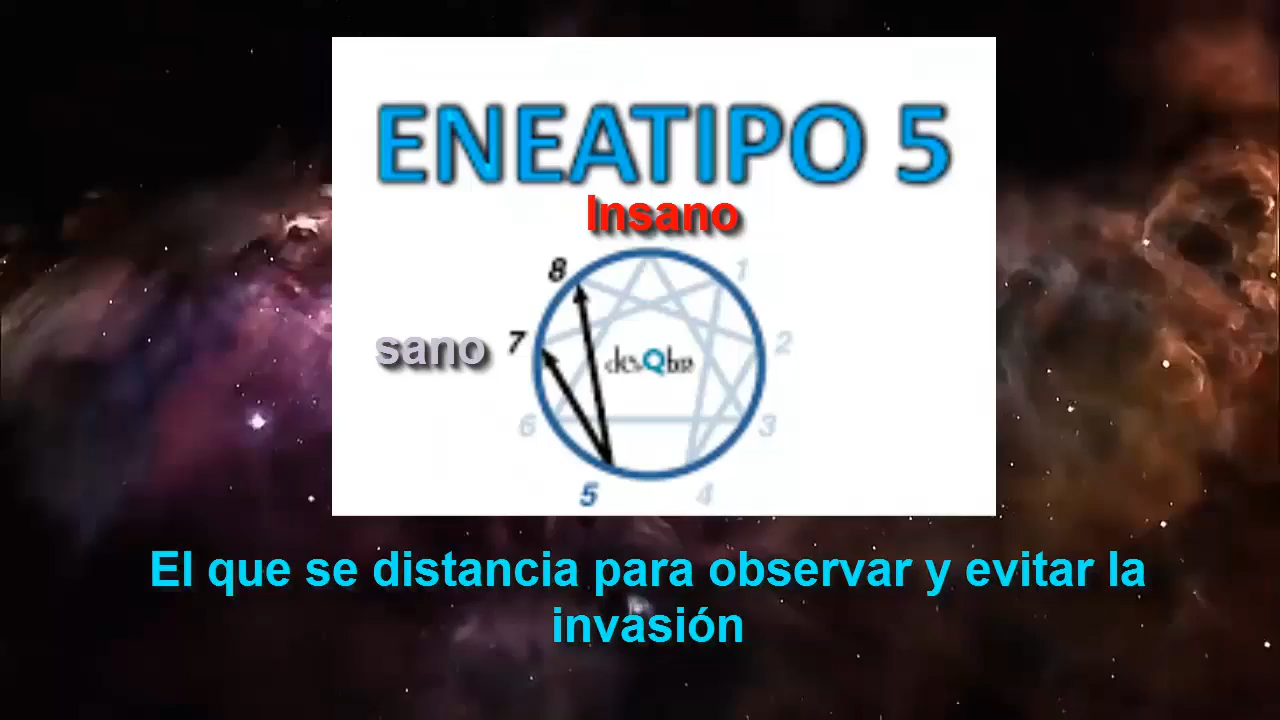 ENEATIPO 5
Insano
8
1
sano
7
2
desQbre
6
3
5
4
El que se distancia para observar y evitar la
invasión